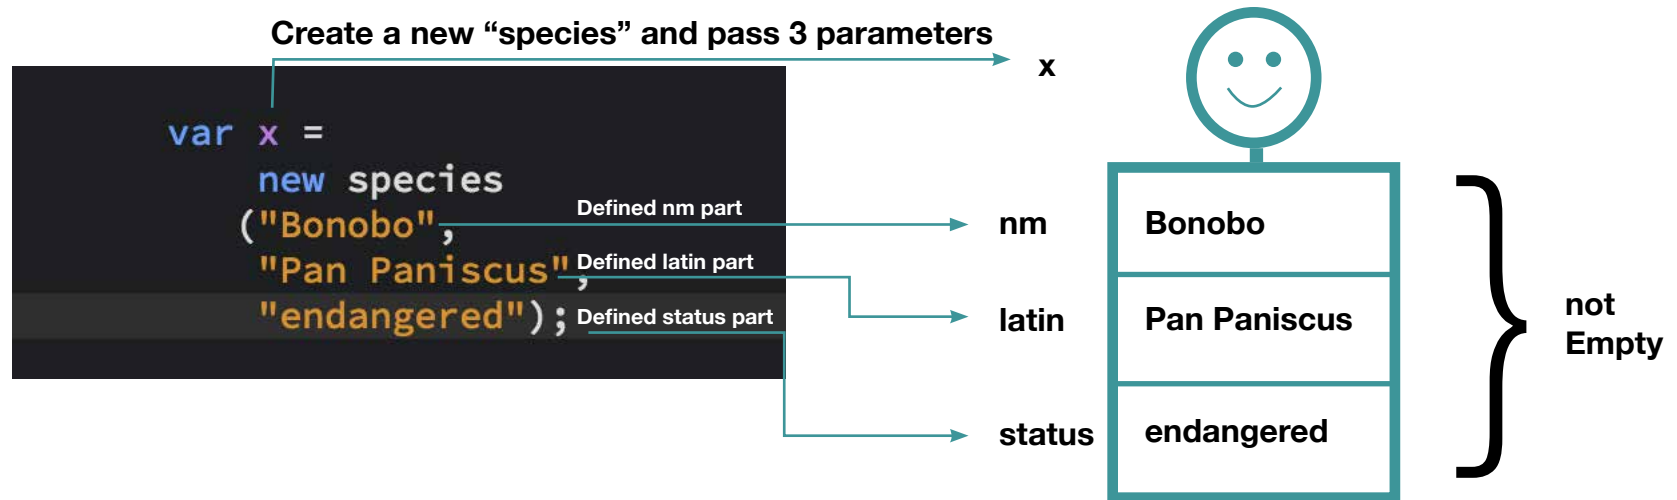 Create a new “species” and pass 3 parameters
x
var x =
new species
("Bonobo",
Defined nm part
nm
Bonobo
"Pan Paniscus",
Defined latin part
latin
Pan Paniscus
"endangered");
Defined status part
status
endangered
not
Empty